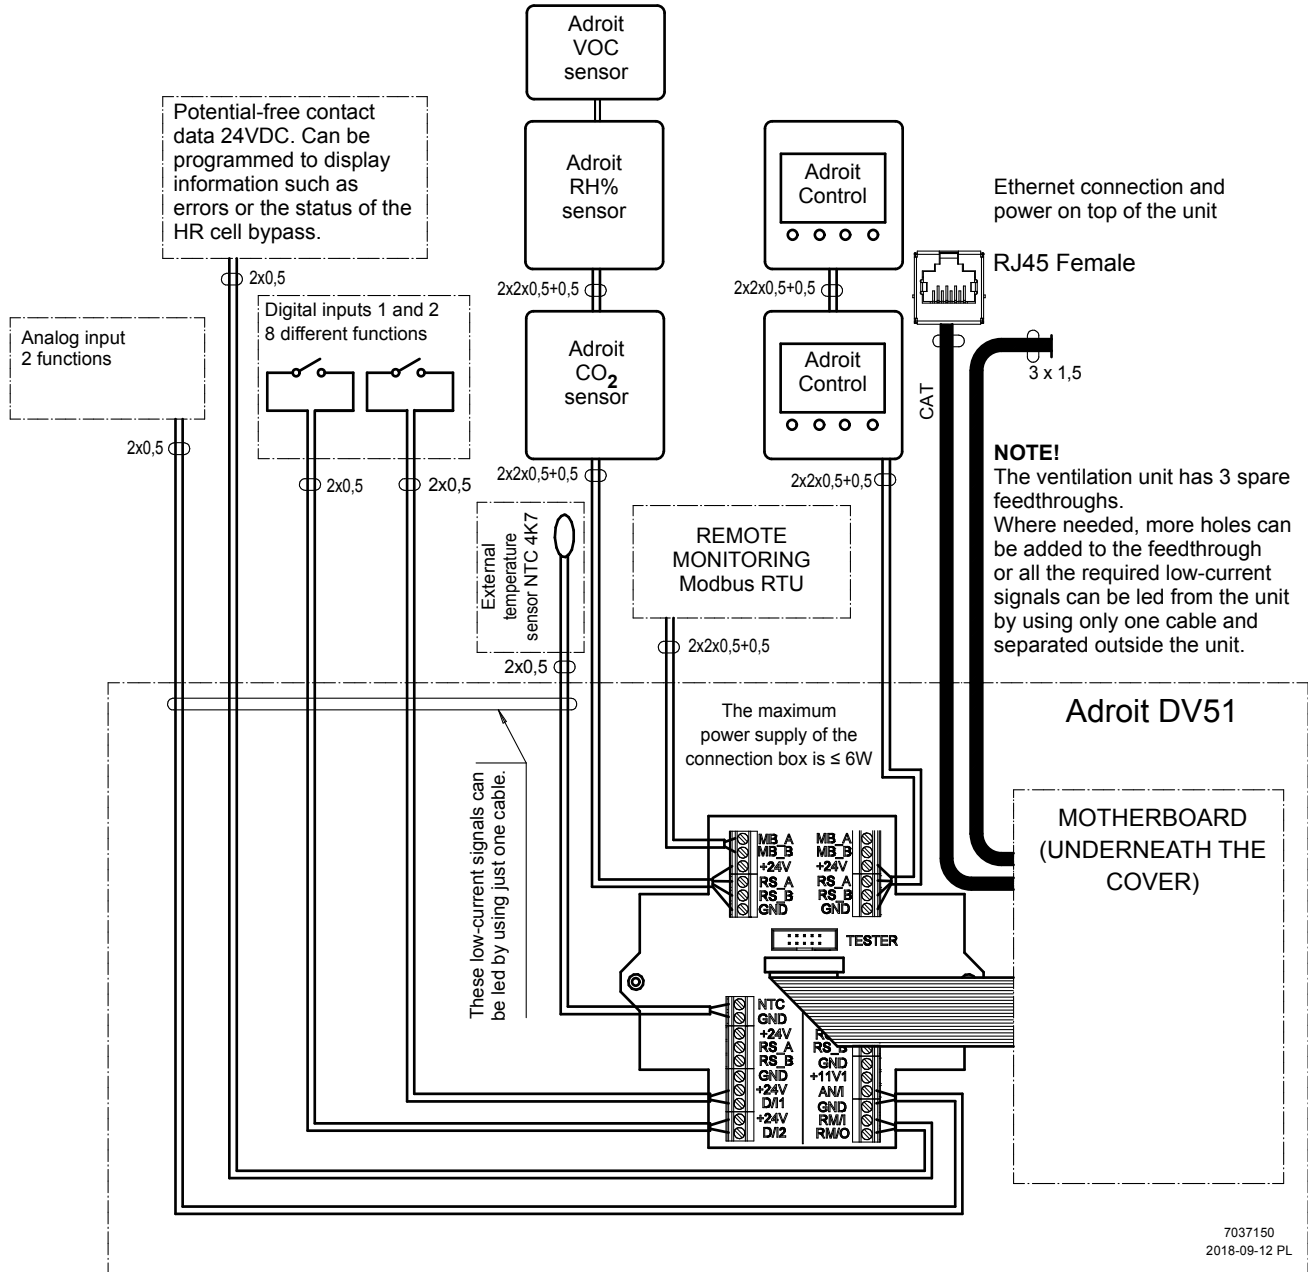 Adroit
VOC
sensor
Potential-free contact
data 24VDC. Can be
programmed to display
information such as
errors or the status of the
HR cell bypass.
Adroit
RH%
sensor
Adroit
Control
Ethernet connection and
power on top of the unit
RJ45 Female
2x0,5
2x2x0,5+0,5
2x2x0,5+0,5
Digital inputs 1 and 2
8 different functions
Analog input
2 functions
Adroit
CO2
sensor
Adroit
Control
3 x 1,5
CAT
2x0,5
2x0,5
2x0,5
2x2x0,5+0,5
2x2x0,5+0,5
NOTE!
The ventilation unit has 3 spare
feedthroughs.
Where needed, more holes can
be added to the feedthrough
or all the required low-current
signals can be led from the unit
by using only one cable and
separated outside the unit.
External
temperature
sensor NTC 4K7
REMOTE
MONITORING
Modbus RTU
2x0,5
2x2x0,5+0,5
The maximum
power supply of the
connection box is ≤ 6W
Adroit DV51
These low-current signals can
be led by using just one cable.
MOTHERBOARD
(UNDERNEATH THE
COVER)
MB_A MB_A
MB_B MB_B
+24V +24V
RS_A RS_A
RS_B RS_B
GND GND
TESTER
NTC
GND
+24V
RS_A
RS_B RS_B
GND GND
+24V +11V1
D/I1 AN/I
+24V GND
D/I2 RM/I
RM/O
7037150
2018-09-12 PL